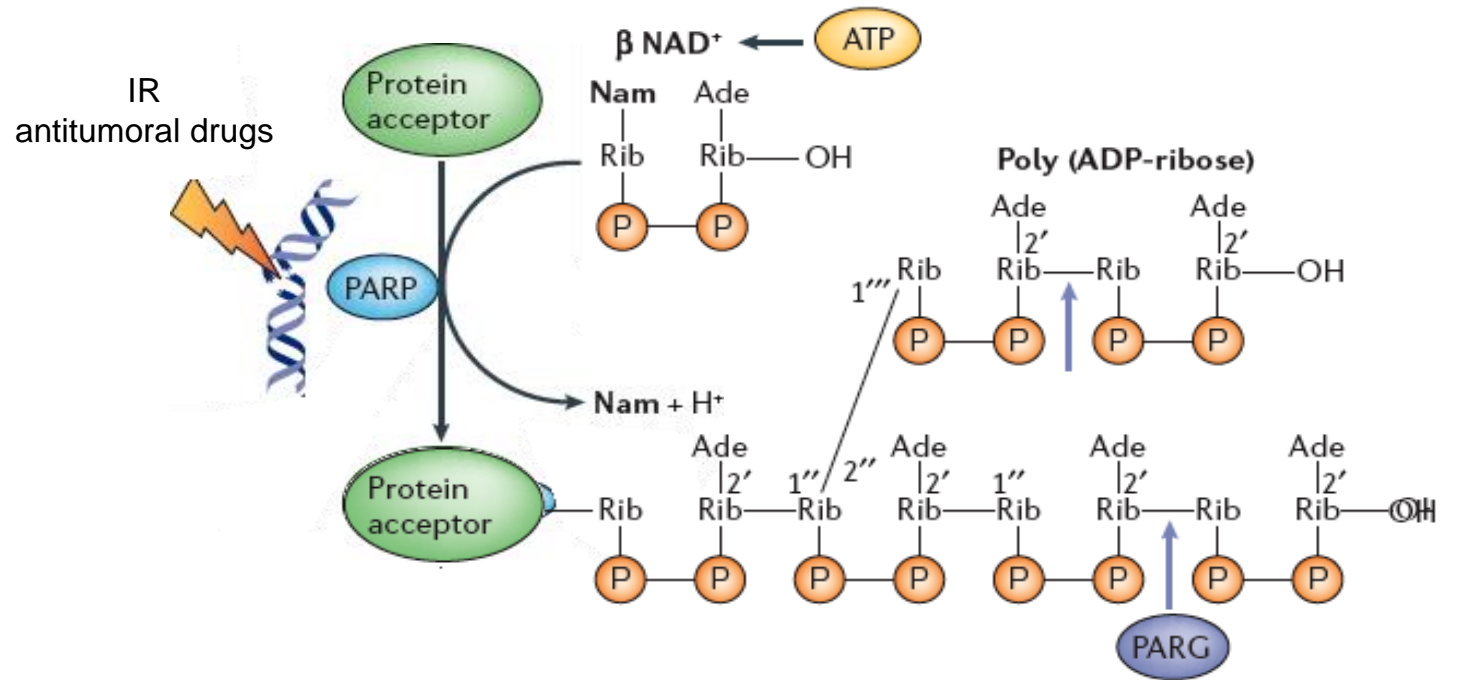 IR
antitumoral drugs
Protein
acceptor
β NAD⁺
ATP
Nam Ade
Rib Rib OH
P P
PARP
Nam + H⁺
Poly (ADP-ribose)
Ade Ade
2′ 2′
1‴ Rib Rib Rib Rib OH
P P P P
Protein
acceptor
Ade Ade Ade Ade
2′ 1″ 2″ 2′ 1″ 2′ 2′
Rib Rib Rib Rib Rib Rib Rib Rib OH
P P P P P P P P
PARG